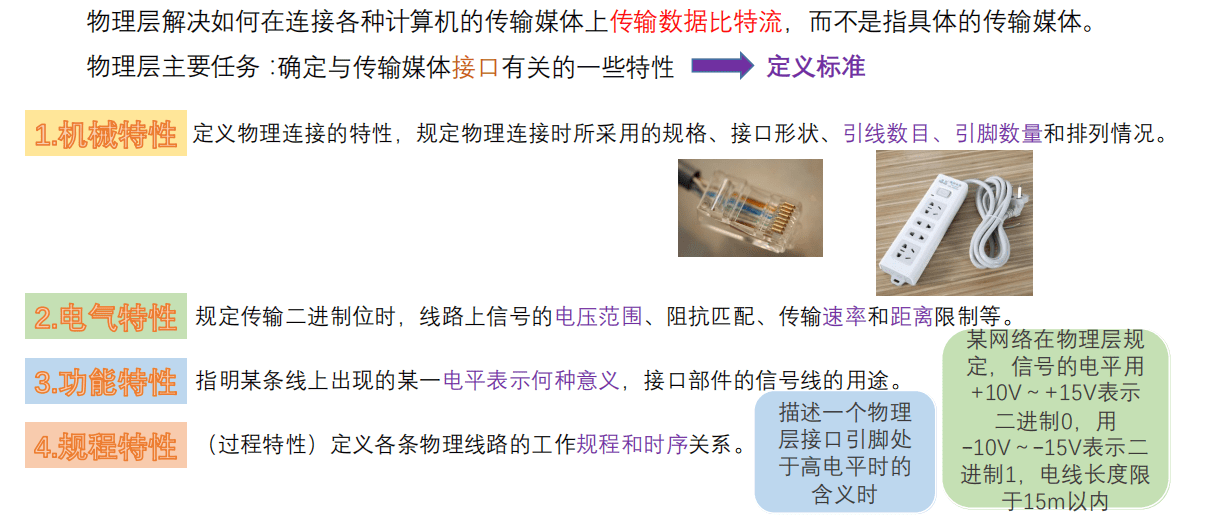 物理层解决如何在连接各种计算机的传输媒体上传输数据比特流，而不是指具体的传输媒体。
物理层主要任务：确定与传输媒体接口有关的一些特性
定义标准
1.机械特性
定义物理连接的特性，规定物理连接时所采用的规格、接口形状、引线数目、引脚数量和排列情况。
2.电气特性
规定传输二进制位时，线路上信号的电压范围、阻抗匹配、传输速率和距离限制等。
3.功能特性
指明某条线上出现的某一电平表示何种意义，接口部件的信号线的用途。
4.规程特性
（过程特性）定义各条物理线路的工作规程和时序关系。
描述一个物理
层接口引脚处
于高电平时的
含义时
某网络在物理层规
定，信号的电平用
+10V～+15V表示
二进制0，用
-10V～-15V表示二
进制1，电线长度限
于15m以内